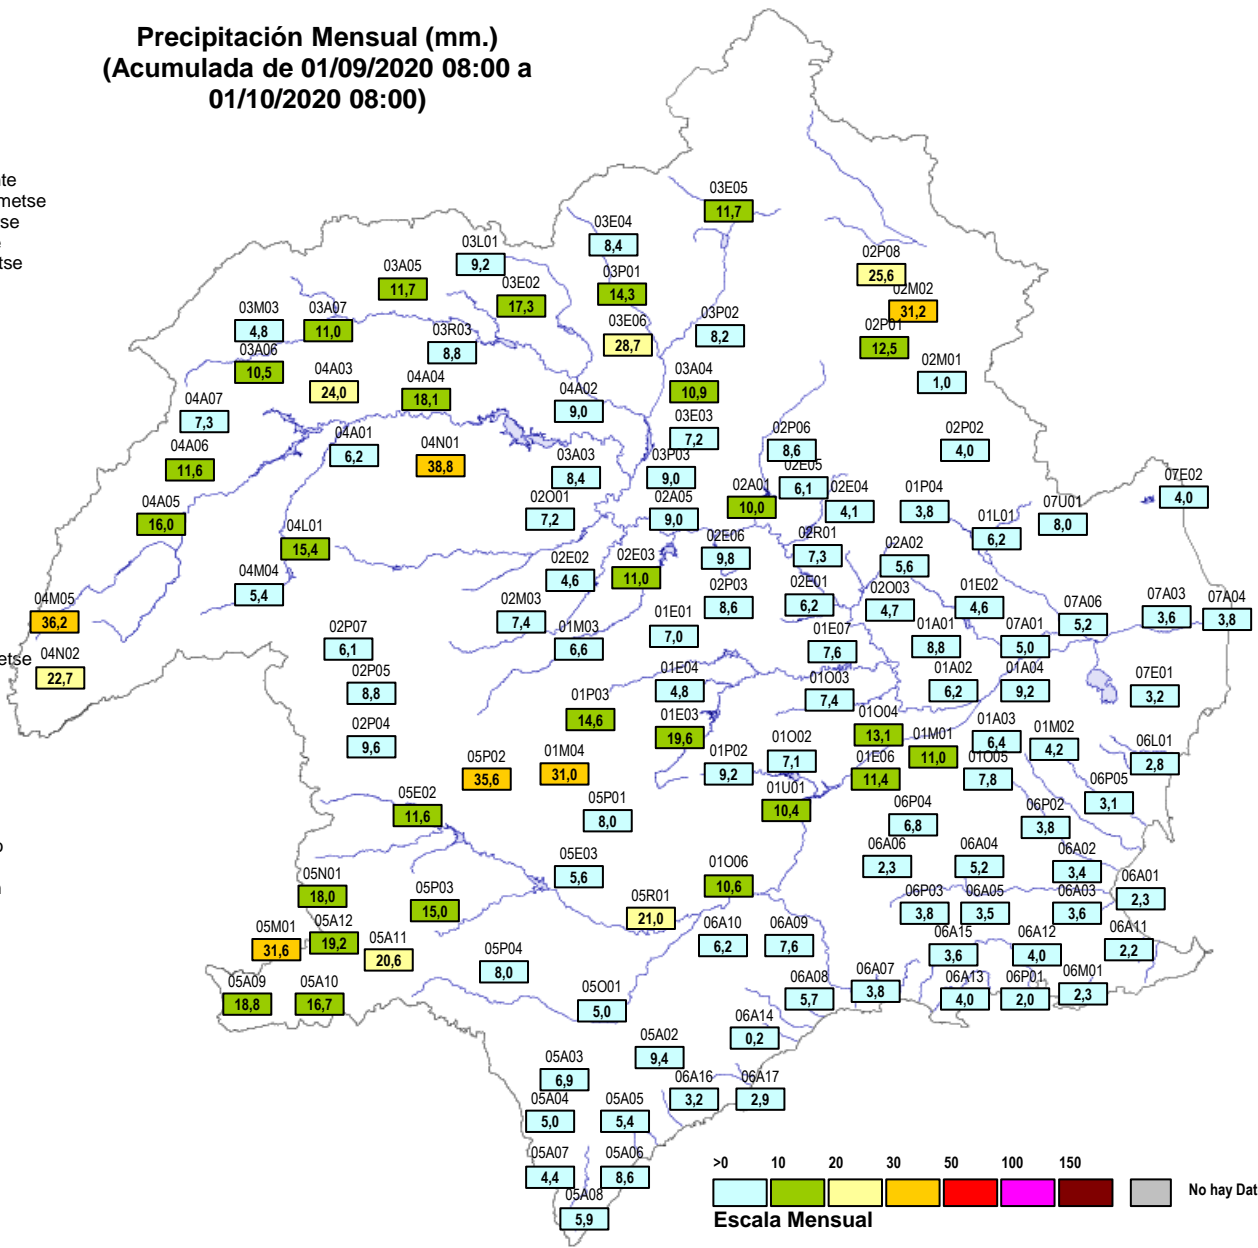 Precipitación Mensual (mm.)
(Acumulada de 01/09/2020 08:00 a
01/10/2020 08:00)
03E05
11,7
03E04
8,4
03L01
9,2
02P08
25,6
03A05
11,7
03E02
17,3
03P01
14,3
02M02
31,2
03M03
4,8
03A07
11,0
03R03
8,8
03E06
28,7
03P02
8,2
02P01
12,5
03A06
10,5
04A03
24,0
04A04
18,1
04A02
9,0
03A04
10,9
02M01
1,0
04A07
7,3
03E03
7,2
04A01
6,2
04N01
38,8
02P06
8,6
02P02
4,0
04A06
11,6
03A03
8,4
03P03
9,0
02E05
6,1
07E02
4,0
04A05
16,0
02O01
7,2
02A05
9,0
02A01
10,0
02E04
4,1
01P04
3,8
07U01
8,0
04L01
15,4
01L01
6,2
02E06
9,8
02R01
7,3
02A02
5,6
04M04
5,4
02E02
4,6
02E03
11,0
04M05
36,2
02M03
7,4
02P03
8,6
02E01
6,2
02O03
4,7
01E02
4,6
07A06
5,2
07A03
3,6
07A04
3,8
02P07
6,1
01M03
6,6
01E01
7,0
01E07
7,6
01A01
8,8
07A01
5,0
etse
04N02
22,7
02P05
8,8
01E04
4,8
01O03
7,4
01A02
6,2
01A04
9,2
07E01
3,2
01P03
14,6
02P04
9,6
01E03
19,6
01O04
13,1
01M01
11,0
01A03
6,4
01M02
4,2
05P02
35,6
01M04
31,0
01P02
9,2
01O02
7,1
01E06
11,4
01O05
7,8
06L01
2,8
05E02
11,6
05P01
8,0
01U01
10,4
06P04
6,8
06P02
3,8
06P05
3,1
05E03
5,6
01O06
10,6
06A06
2,3
06A04
5,2
06A02
3,4
06A01
2,3
05N01
18,0
05P03
15,0
05R01
21,0
06P03
3,8
06A05
3,5
06A03
3,6
05M01
31,6
05A12
19,2
05A11
20,6
06A10
6,2
06A09
7,6
06A15
3,6
06A12
4,0
06A11
2,2
05P04
8,0
05A09
18,8
05A10
16,7
05O01
5,0
06A08
5,7
06A07
3,8
06A13
4,0
06P01
2,0
06M01
2,3
06A14
0,2
05A02
9,4
05A03
6,9
06A16
3,2
06A17
2,9
05A04
5,0
05A05
5,4
05A07
4,4
05A06
8,6
05A08
5,9
>0 10 20 30 50 100 150
No hay Dat
Escala Mensual